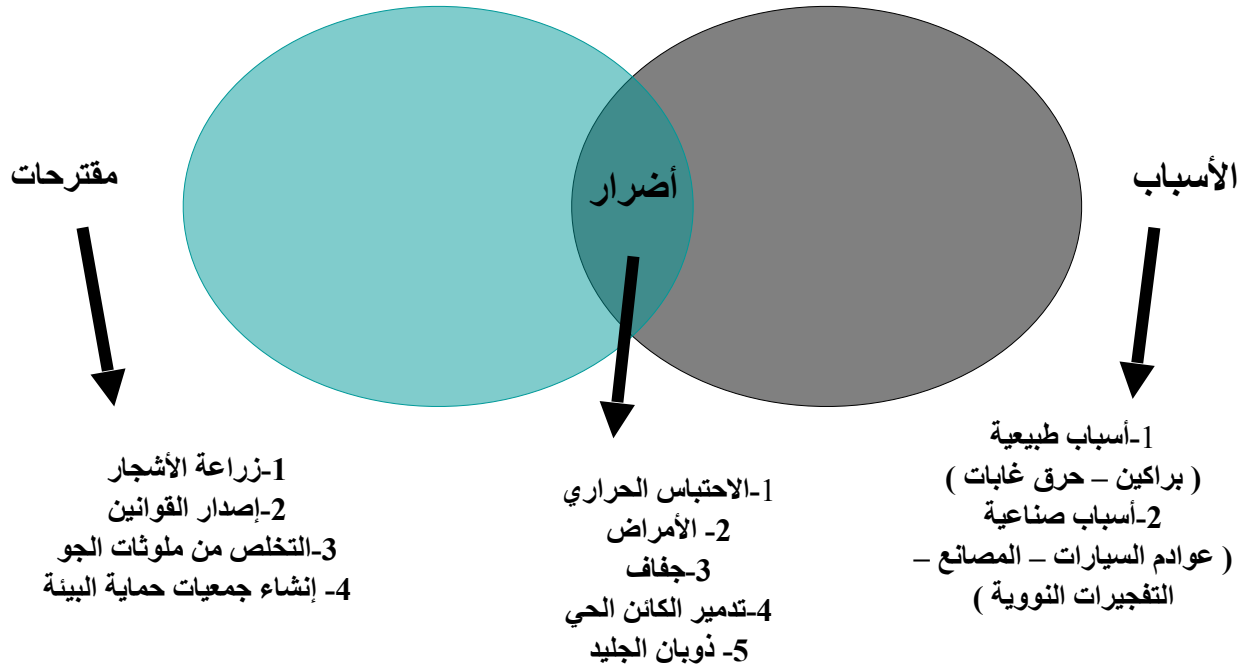 الأسباب
أضرار
مقترحات
1-أسباب طبيعية
( براكين – حرق غابات )
2-أسباب صناعية
( عوادم السيارات – المصانع –
التفجيرات النووية )
1-الاحتباس الحراري
2- الأمراض
3-جفاف
4-تدمير الكائن الحي
5- ذوبان الجليد
1-زراعة الأشجار
2-إصدار القوانين
3-التخلص من ملوثات الجو
4- إنشاء جمعيات حماية البيئة